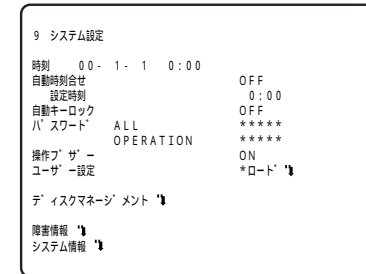 9 システム設定
時刻 00- 1- 1 0:00
自動時刻合せ OFF
設定時刻 0:00
自動キーロック OFF
パスワード ALL *****
OPERATION *****
操作ブザー ON
ユーザー設定 *ロード ⮯
ディスクマネージメント ⮯
障害情報 ⮯
システム情報 ⮯